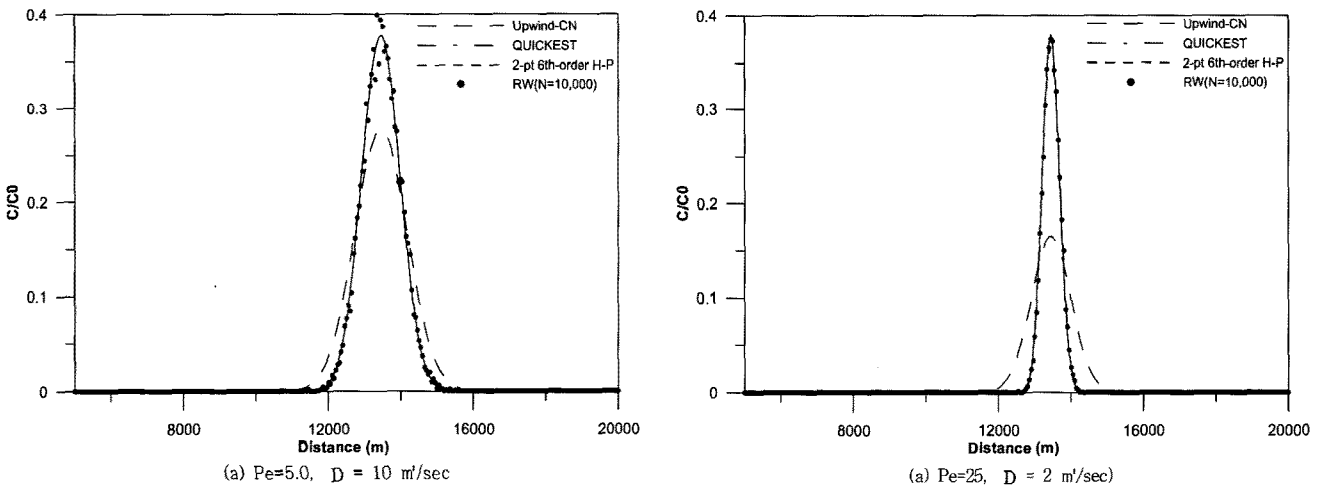 0.4
0.3
0.2
0.1
0
C/C0
Upwind-CN
QUICKEST
2-pt 6th-order H-P
RW(N=10,000)
8000
12000
16000
20000
Distance (m)
(a) Pe=5.0, D = 10 m²/sec
0.4
0.3
0.2
0.1
0
C/C0
Upwind-CN
QUICKEST
2-pt 6th-order H-P
RW(N=10,000)
8000
12000
16000
20000
Distance (m)
(a) Pe=25, D = 2 m²/sec)